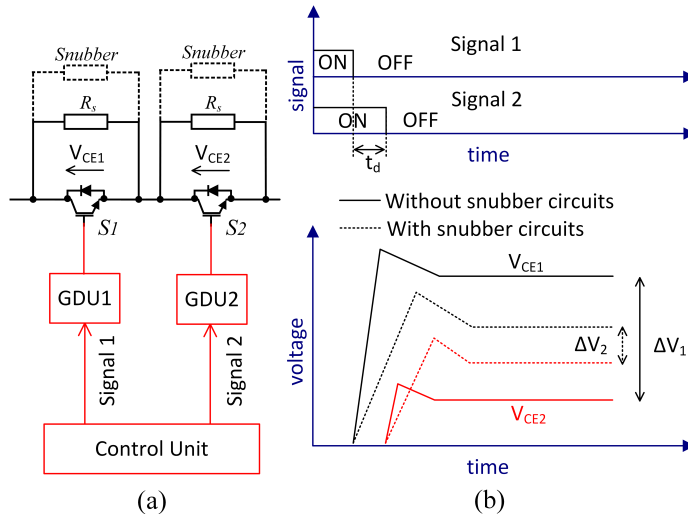 Snubber
Snubber
Rs
Rs
VCE1
VCE2
S1
S2
GDU1
GDU2
Signal 1
Signal 2
Control Unit
(a)
signal
ON
OFF
Signal 1
Signal 2
ON
OFF
td
time
Without snubber circuits
With snubber circuits
voltage
VCE1
ΔV2
ΔV1
VCE2
time
(b)